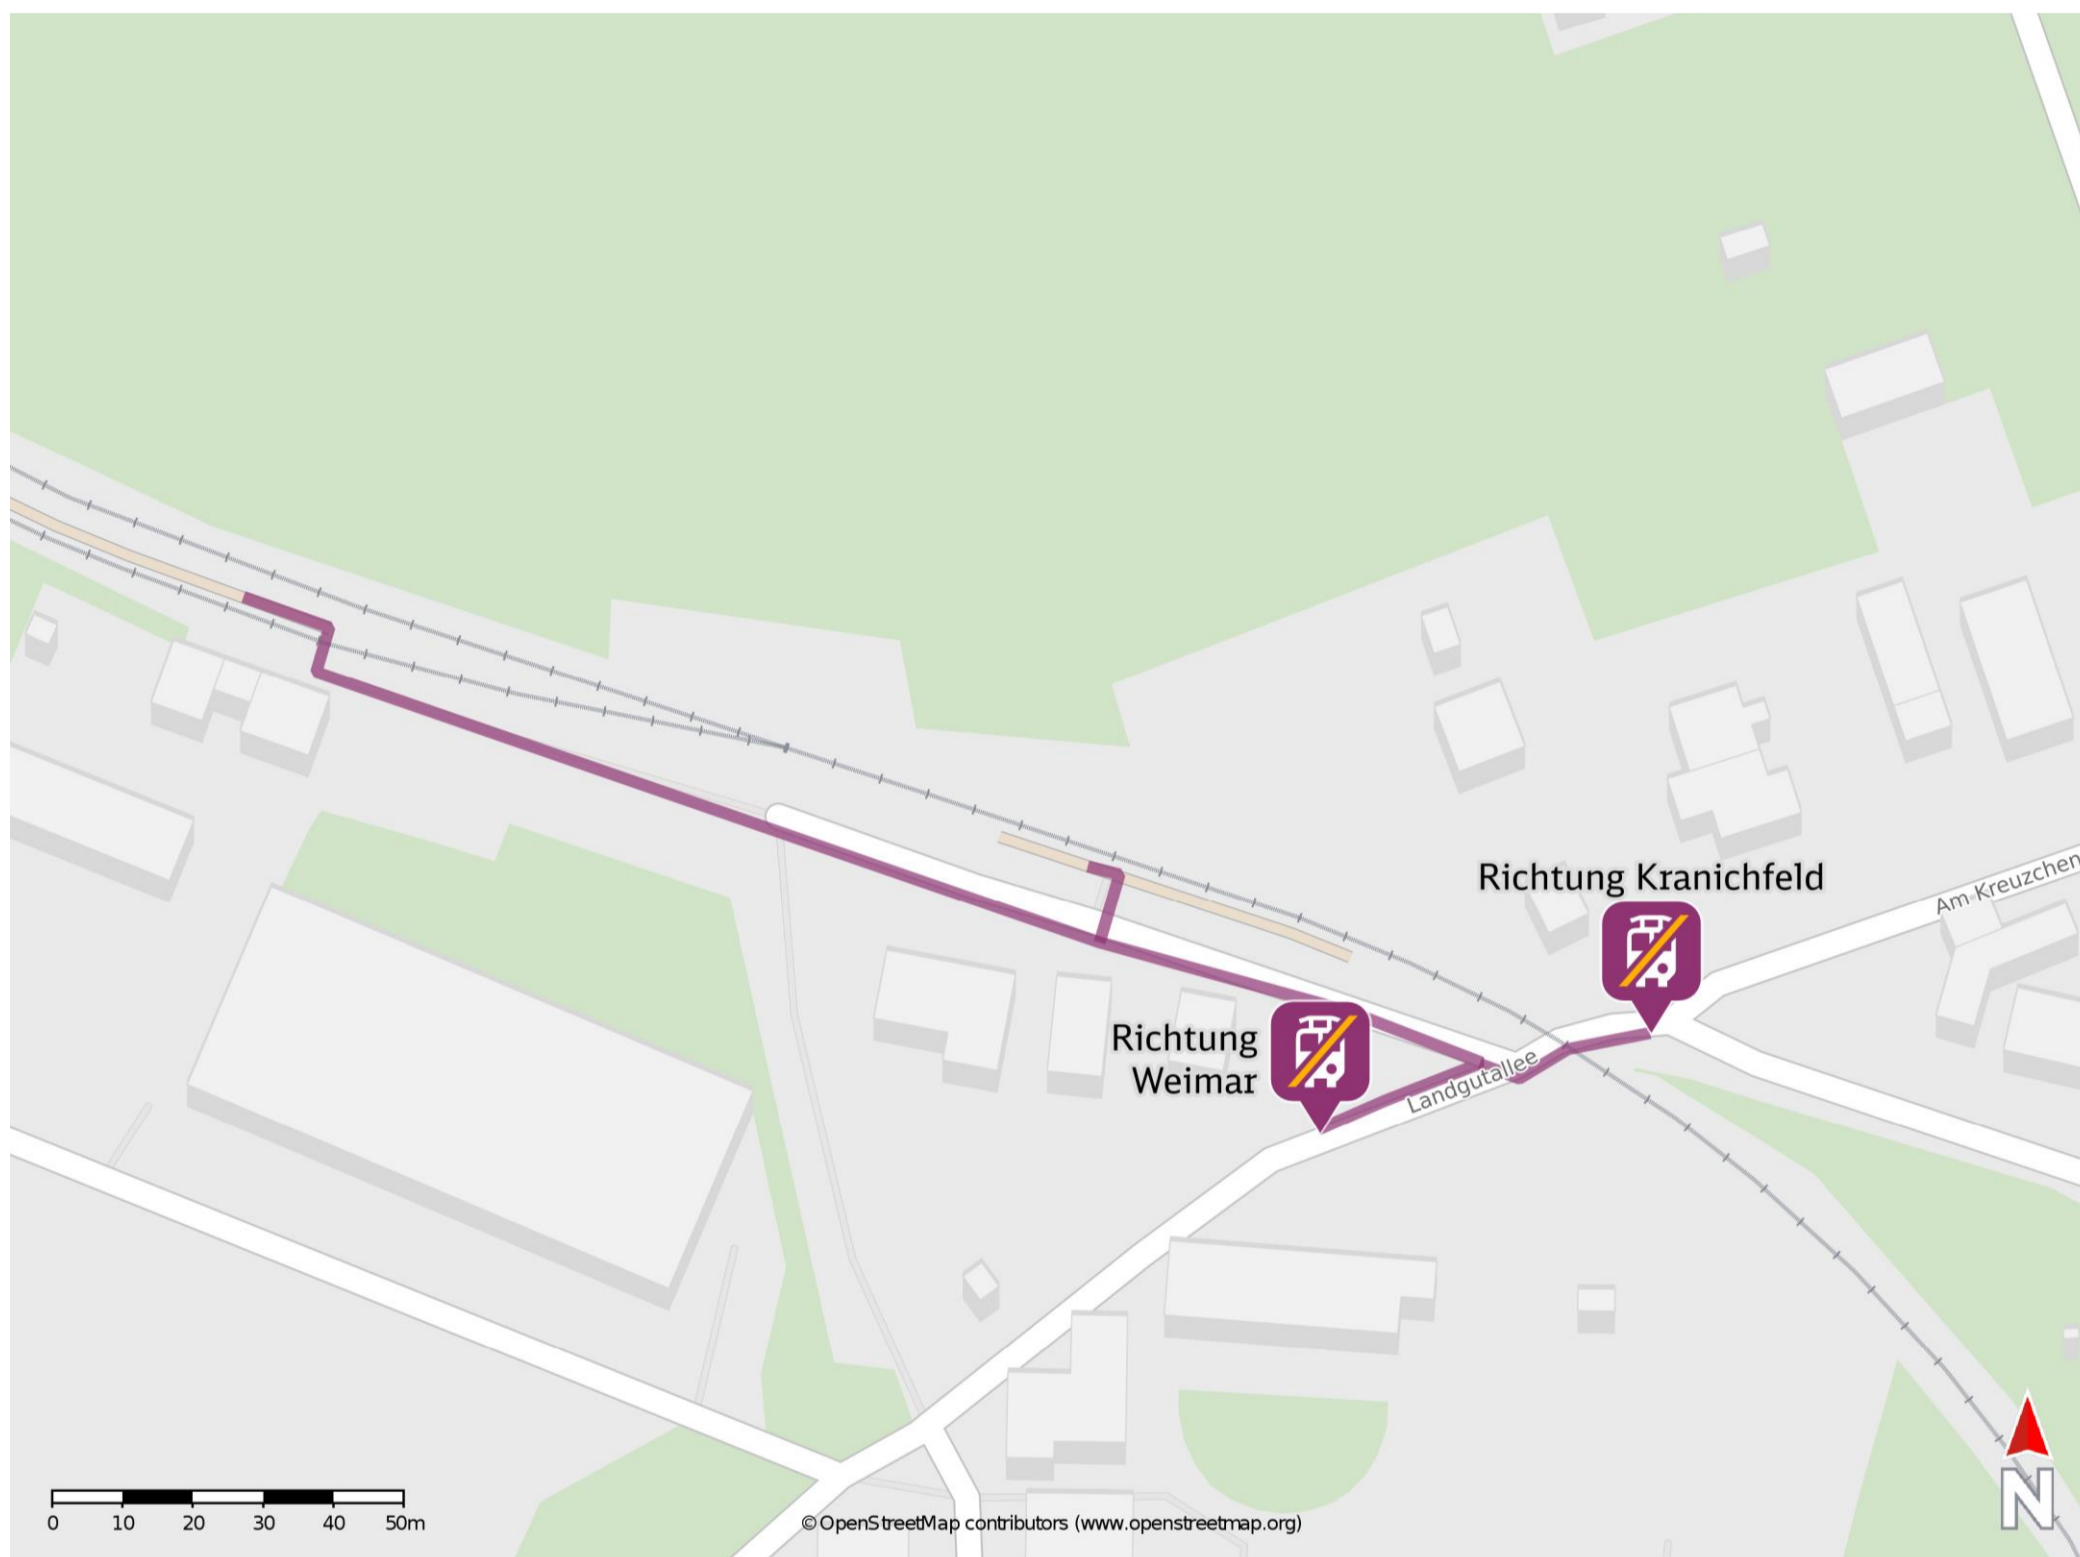 Richtung Kranichfeld
Am Kreuzchen
Richtung
Weimar
Landgutallee
0 10 20 30 40 50m
© OpenStreetMap contributors (www.openstreetmap.org)
N